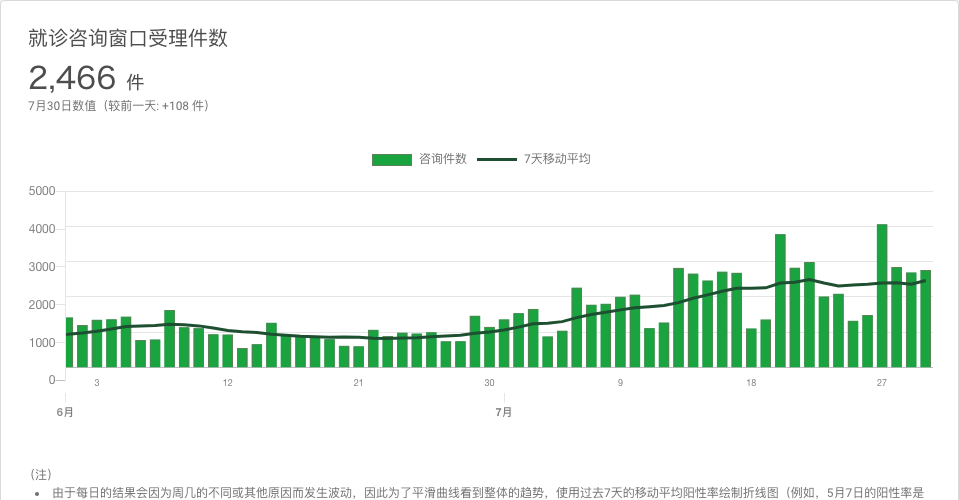 就诊咨询窗口受理件数
2,466 件
7月30日数值（较前一天: +108 件）
咨询件数 7天移动平均
5000
4000
3000
2000
1000
0
3 12 21 30 9 18 27
6月 7月
（注）
• 由于每日的结果会因为周几的不同或其他原因而发生波动，因此为了平滑曲线看到整体的趋势，使用过去7天的移动平均阳性率绘制折线图（例如，5月7日的阳性率是